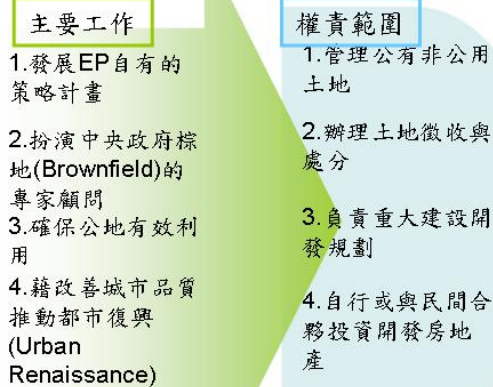 主要工作
1.發展EP自有的
策略計畫
2.扮演中央政府棕
地(Brownfield)的
專家顧問
3.確保公地有效利
用
4.藉改善城市品質
推動都市復興
(Urban
Renaissance)
權責範圍
1.管理公有非公用
土地
2.辦理土地徵收與
處分
3.負責重大建設開
發規劃
4.自行或與民間合
夥投資開發房地
產